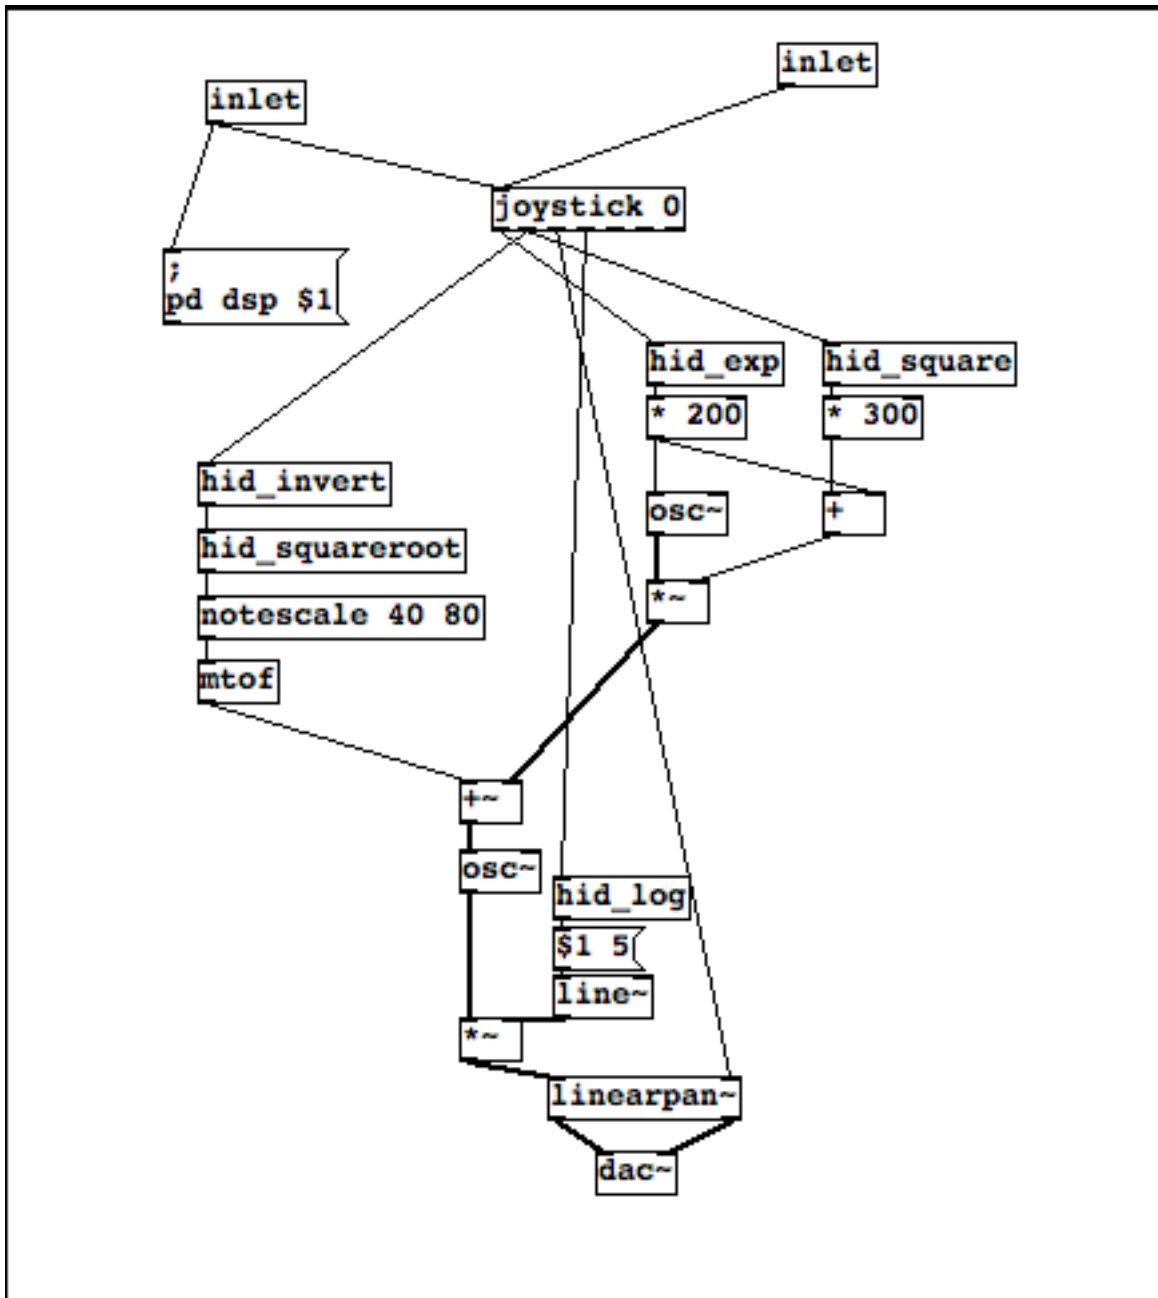 inlet
inlet
joystick 0
;
pd dsp $1
hid_exp
hid_square
* 200
* 300
hid_invert
osc~
+
hid_squareroot
*~
notescale 40 80
mtof
+~
osc~
hid_log
$1 5
line~
*~
linearpan~
dac~